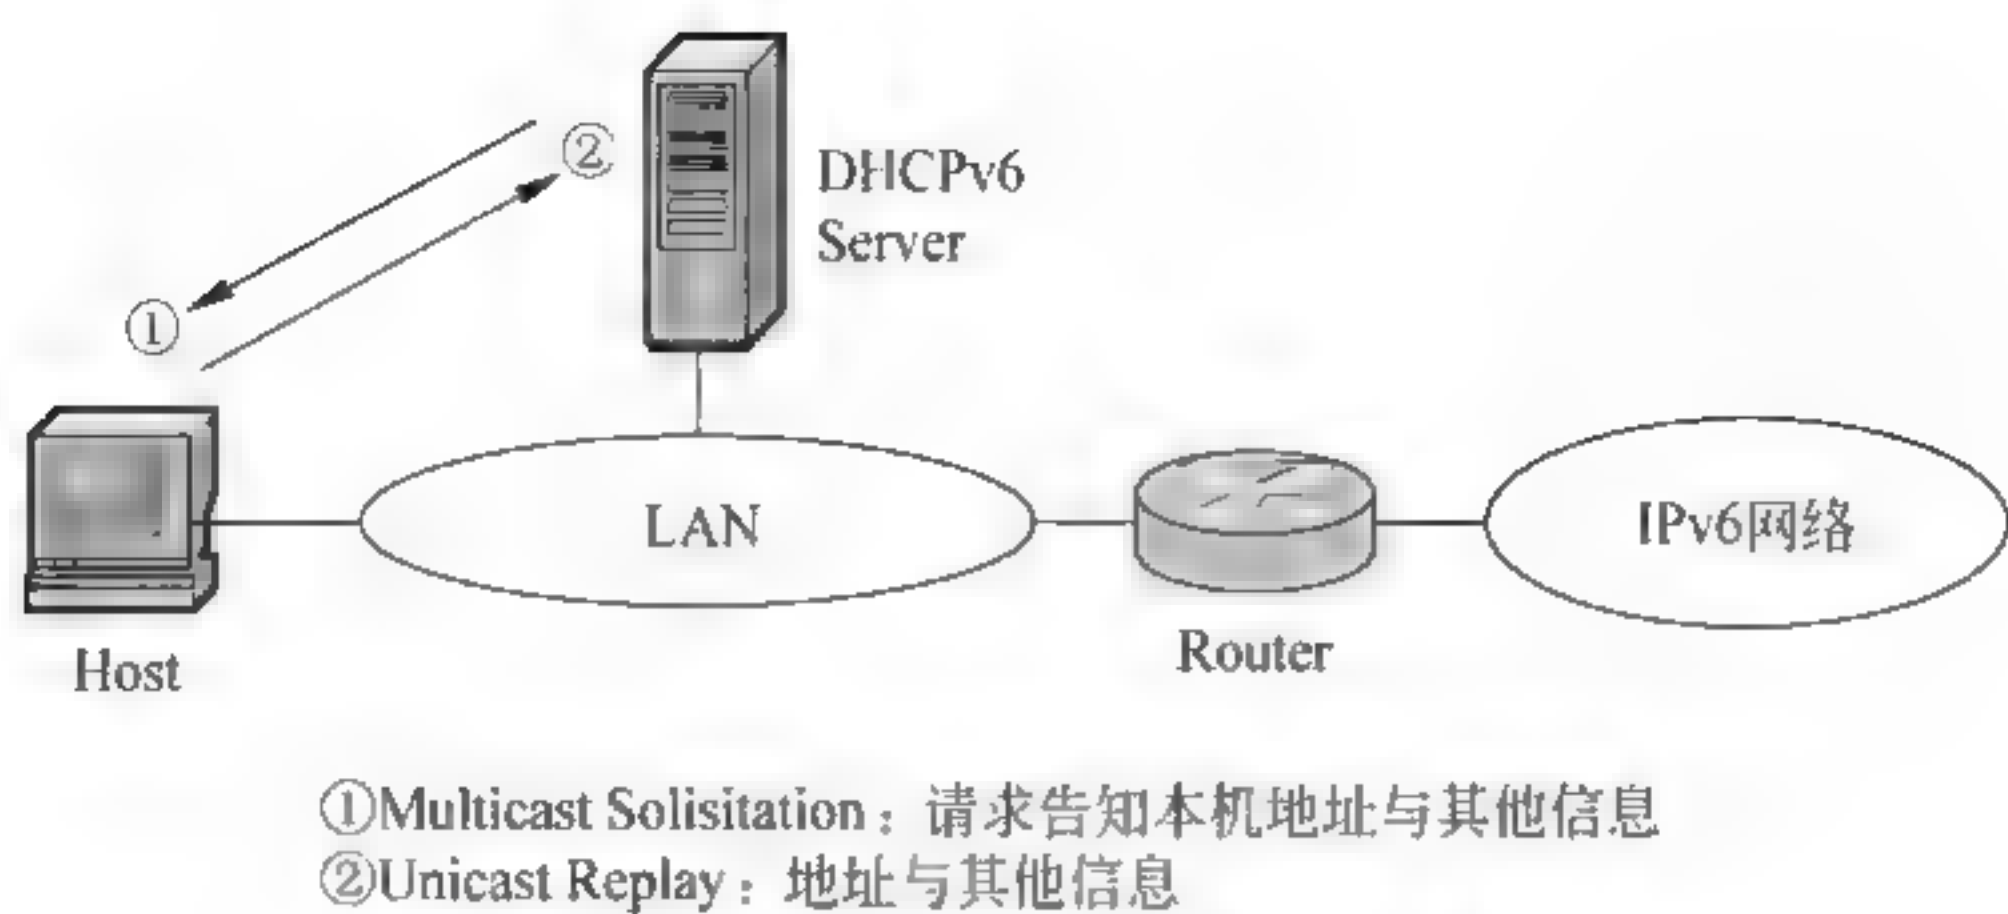 ②
DHCPv6
Server
①
LAN
IPv6网络
Host
Router
①Multicast Solisitation：请求告知本机地址与其他信息
②Unicast Replay：地址与其他信息